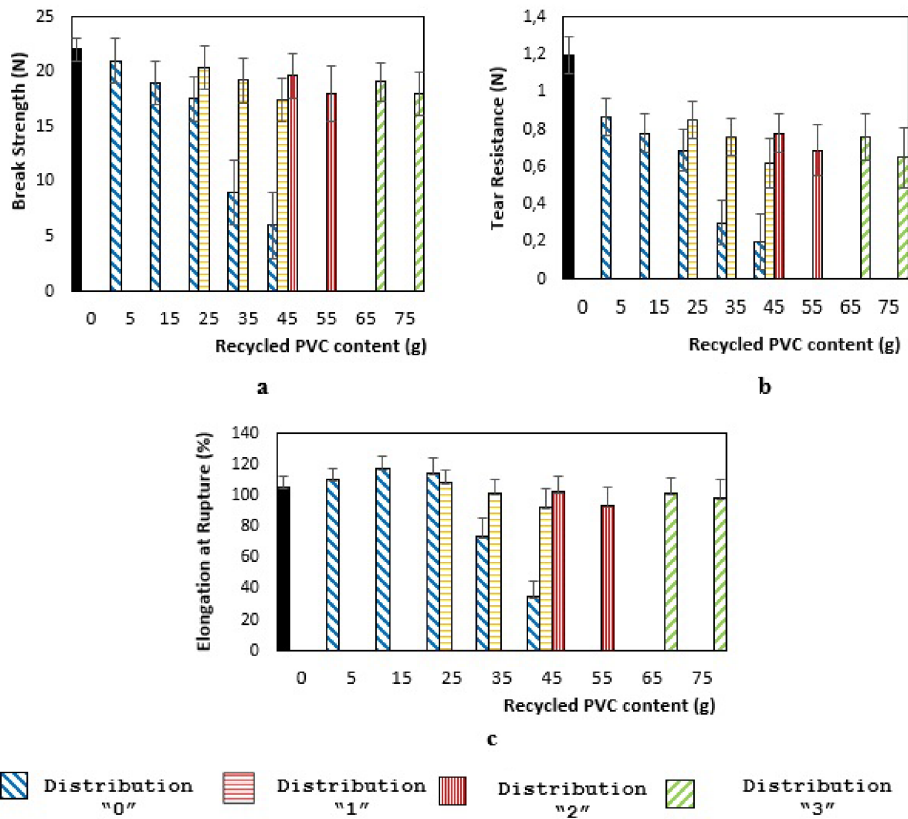 25
20
15
10
5
0
Break Strength (N)
0 5 15 25 35 45 55 65 75
Recycled PVC content (g)
a
1,4
1,2
1
0,8
0,6
0,4
0,2
0
Tear Resistance (N)
0 5 15 25 35 45 55 65 75
Recycled PVC content (g)
b
140
120
100
80
60
40
20
0
Elongation at Rupture (%)
0 5 15 25 35 45 55 65 75
Recycled PVC content (g)
c
Distribution
“0”
Distribution
“1”
Distribution
“2”
Distribution
“3”